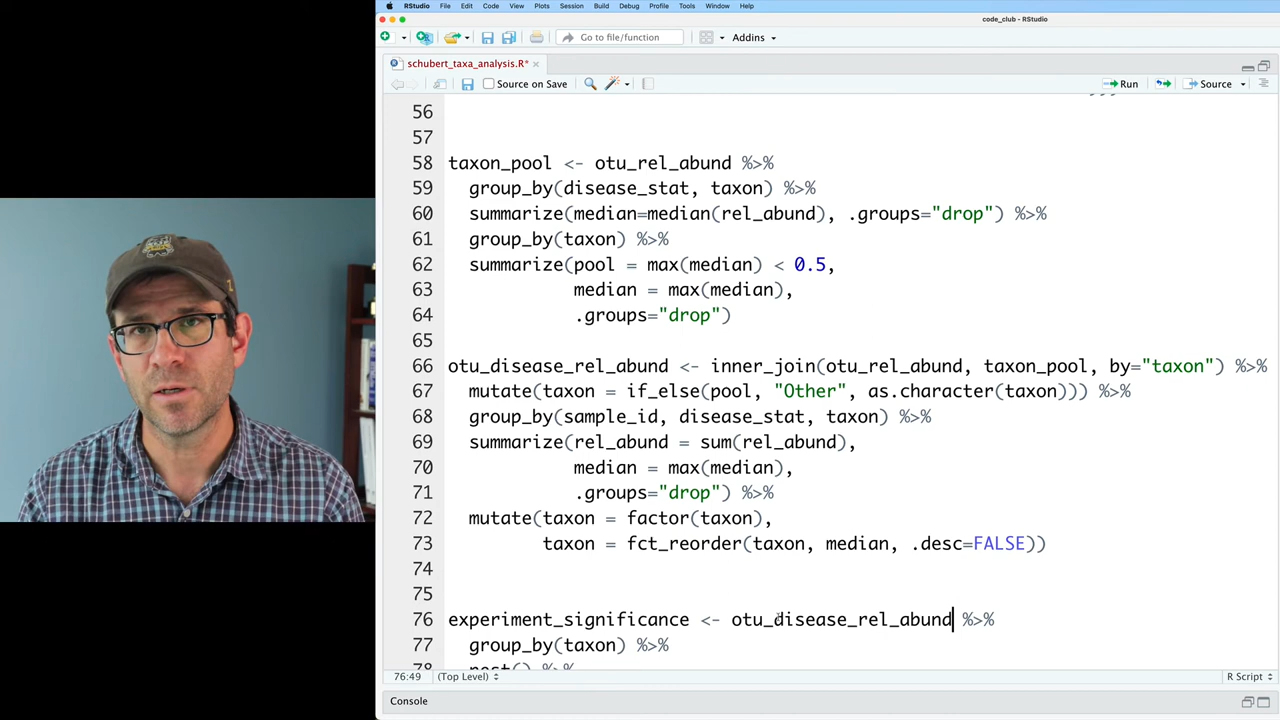 RStudio File Edit Code View Plots Session Build Debug Profile Tools Window Help
code_club - RStudio
Go to file/function Addins
schubert_taxa_analysis.R*
Source on Save Run Source
56
57
58 taxon_pool <- otu_rel_abund %>%
59 group_by(disease_stat, taxon) %>%
60 summarize(median=median(rel_abund), .groups="drop") %>%
61 group_by(taxon) %>%
62 summarize(pool = max(median) < 0.5,
63 median = max(median),
64 .groups="drop")
65
66 otu_disease_rel_abund <- inner_join(otu_rel_abund, taxon_pool, by="taxon") %>%
67 mutate(taxon = if_else(pool, "Other", as.character(taxon))) %>%
68 group_by(sample_id, disease_stat, taxon) %>%
69 summarize(rel_abund = sum(rel_abund),
70 median = max(median),
71 .groups="drop") %>%
72 mutate(taxon = factor(taxon),
73 taxon = fct_reorder(taxon, median, .desc=FALSE))
74
75
76 experiment_significance <- otu_disease_rel_abund %>%
77 group_by(taxon) %>%
78 nest() %>%
76:49 (Top Level) R Script
Console